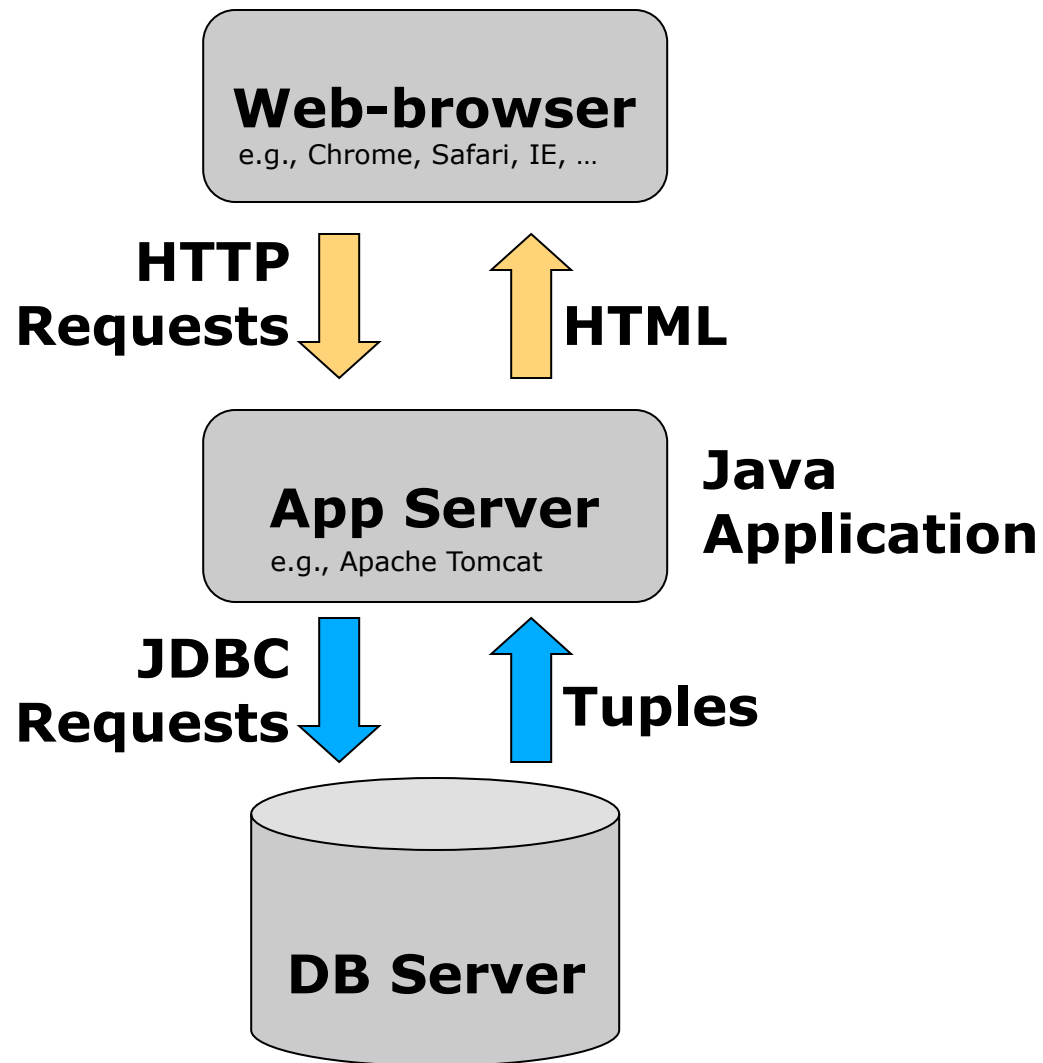 Web-browser
e.g., Chrome, Safari, IE, …
HTTP
Requests
HTML
App Server
e.g., Apache Tomcat
Java
Application
JDBC
Requests
Tuples
DB Server